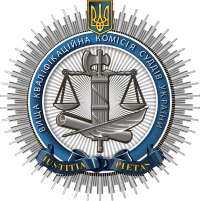 ВИЩА КВАЛІФІКАЦІЙНА КОМІСІЯ СУДДІВ УКРАЇНИ
IUSTITIA PIETAS